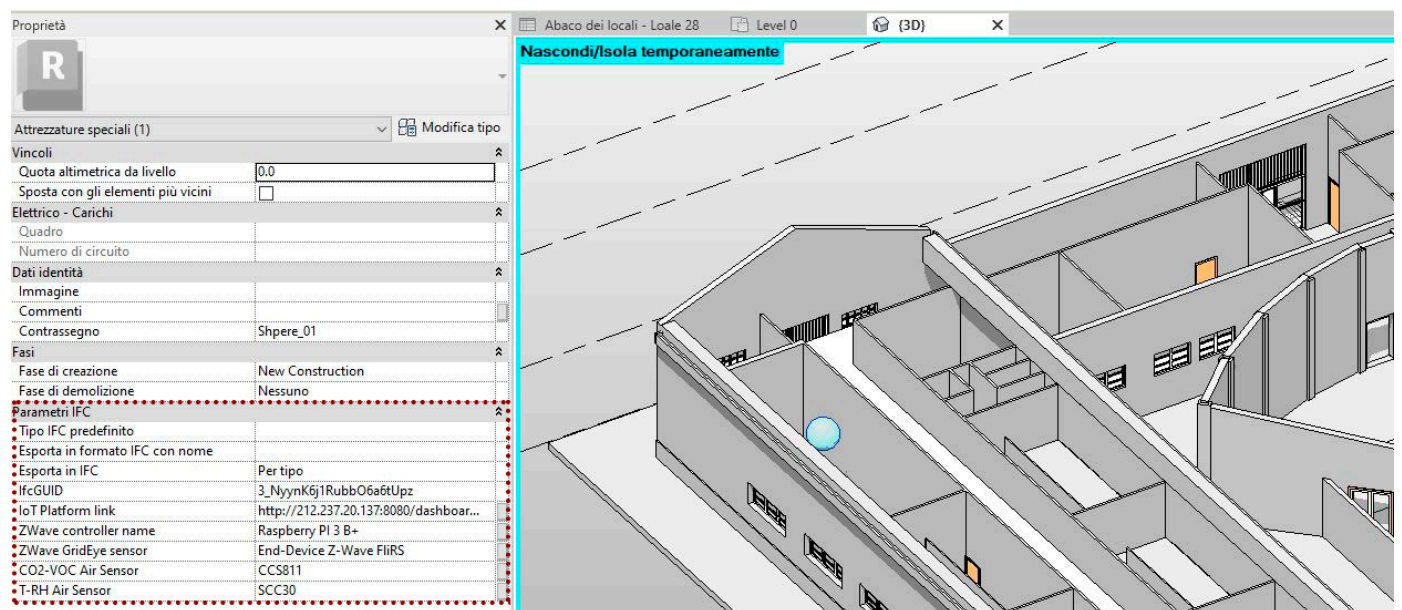 Proprietà
Abaco dei locali - Loale 28
Level 0
{3D}
Nascondi/Isola temporaneamente
R
Attrezzature speciali (1)
Modifica tipo
Vincoli
Quota altimetrica da livello 0.0
Sposta con gli elementi più vicini
Elettrico - Carichi
Quadro
Numero di circuito
Dati identità
Immagine
Commenti
Contrassegno Shpere_01
Fasi
Fase di creazione New Construction
Fase di demolizione Nessuno
Parametri IFC
Tipo IFC predefinito
Esporta in formato IFC con nome
Esporta in IFC Per tipo
IfcGUID 3_NyynK6j1RubbO6a6tUpz
IoT Platform link http://212.237.20.137:8080/dashboar...
ZWave controller name Raspberry PI 3 B+
ZWave GridEye sensor End-Device Z-Wave FliRS
CO2-VOC Air Sensor CCS811
T-RH Air Sensor SCC30